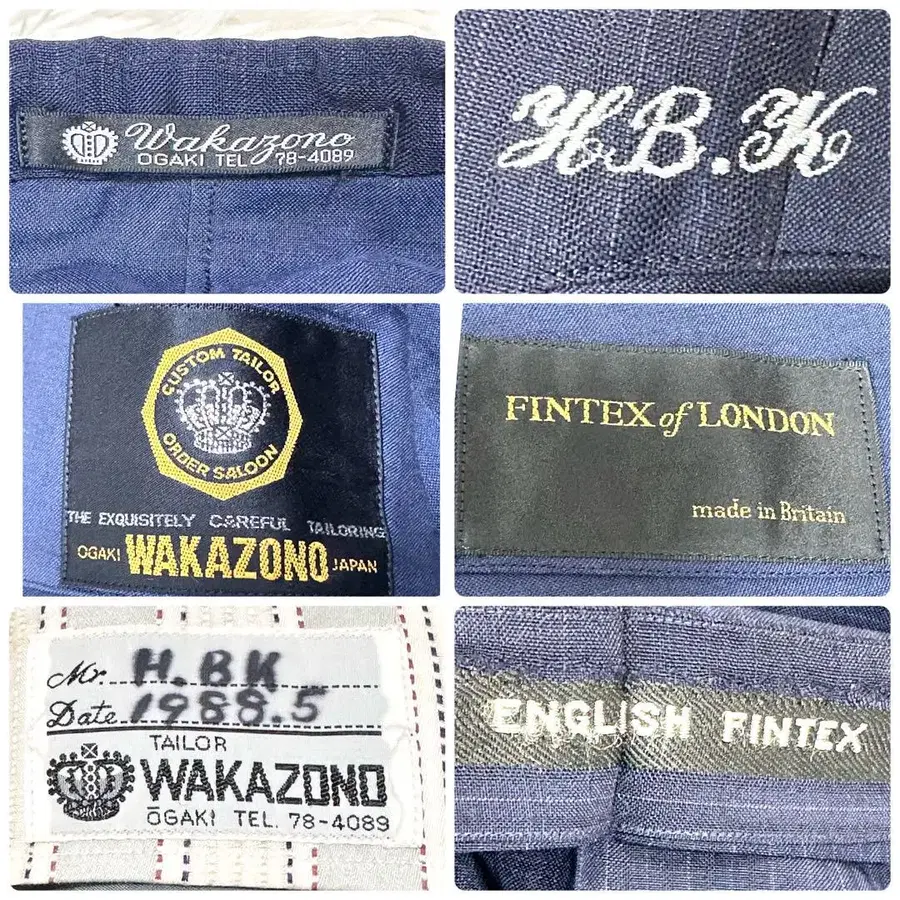 Wakazono
OGAKI TEL 78-4089
H.B.K
CUSTOM TAILOR
ORDER SALOON
THE EXQUISITELY CAREFUL TAILORING
OGAKI WAKAZONO JAPAN
FINTEX of LONDON
made in Britain
Mr. H.BK
Date 1988.5
TAILOR
WAKAZONO
ŌGAKI TEL. 78-4089
ENGLISH FINTEX